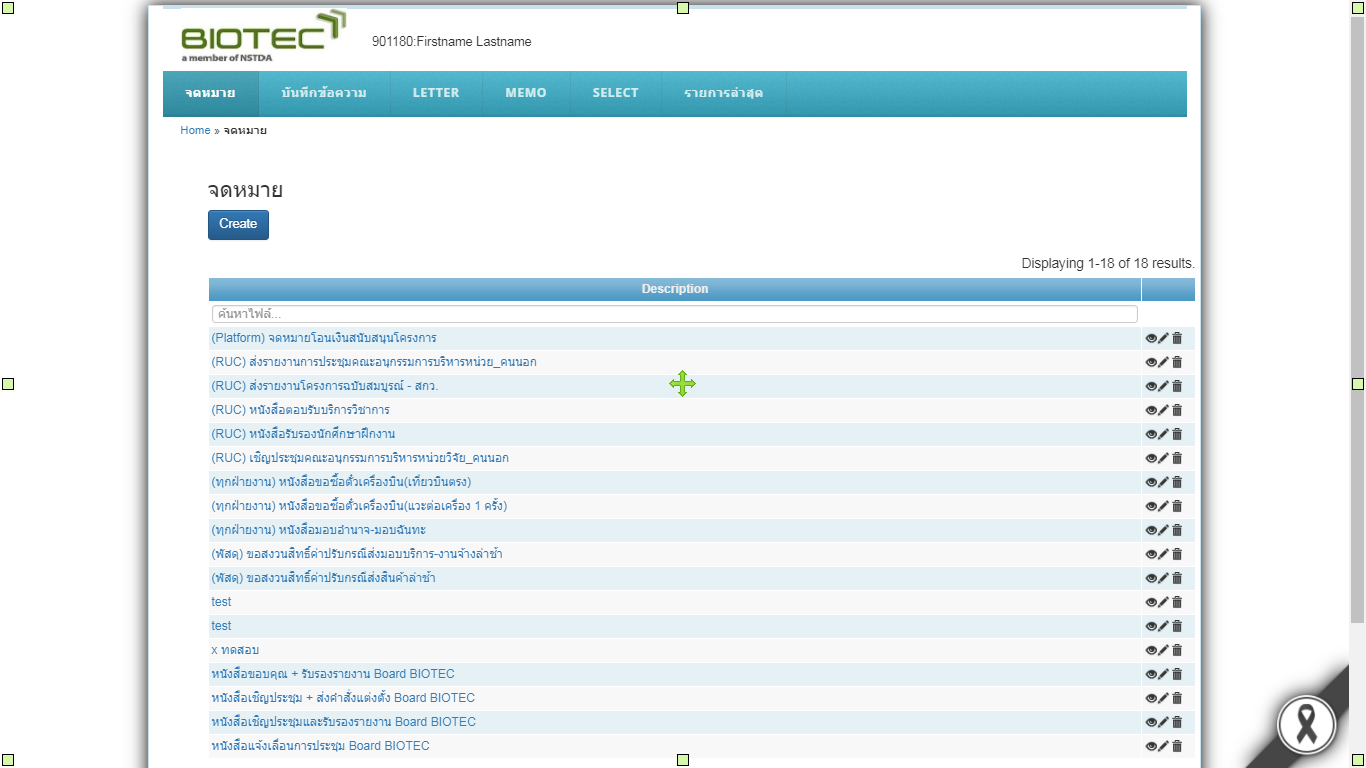 BIOTEC
a member of NSTDA
901180:Firstname Lastname
จดหมาย บันทึกข้อความ LETTER MEMO SELECT รายการล่าสุด
Home » จดหมาย
จดหมาย
Create
Displaying 1-18 of 18 results.
Description
ค้นหาไฟล์...
(Platform) จดหมายโอนเงินสนับสนุนโครงการ
(RUC) ส่งรายงานการประชุมคณะอนุกรรมการบริหารหน่วย_คนนอก
(RUC) ส่งรายงานโครงการฉบับสมบูรณ์ - สกว.
(RUC) หนังสือตอบรับบริการวิชาการ
(RUC) หนังสือรับรองนักศึกษาฝึกงาน
(RUC) เชิญประชุมคณะอนุกรรมการบริหารหน่วยวิจัย_คนนอก
(ทุกฝ่ายงาน) หนังสือขอซื้อตั๋วเครื่องบิน(เที่ยวบินตรง)
(ทุกฝ่ายงาน) หนังสือขอซื้อตั๋วเครื่องบิน(แวะต่อเครื่อง 1 ครั้ง)
(ทุกฝ่ายงาน) หนังสือมอบอำนาจ-มอบฉันทะ
(พัสดุ) ขอสงวนสิทธิ์ค่าปรับกรณีส่งมอบบริการ-งานจ้างล่าช้า
(พัสดุ) ขอสงวนสิทธิ์ค่าปรับกรณีส่งสินค้าล่าช้า
test
test
x ทดสอบ
หนังสือขอบคุณ + รับรองรายงาน Board BIOTEC
หนังสือเชิญประชุม + ส่งคำสั่งแต่งตั้ง Board BIOTEC
หนังสือเชิญประชุมและรับรองรายงาน Board BIOTEC
หนังสือแจ้งเลื่อนการประชุม Board BIOTEC